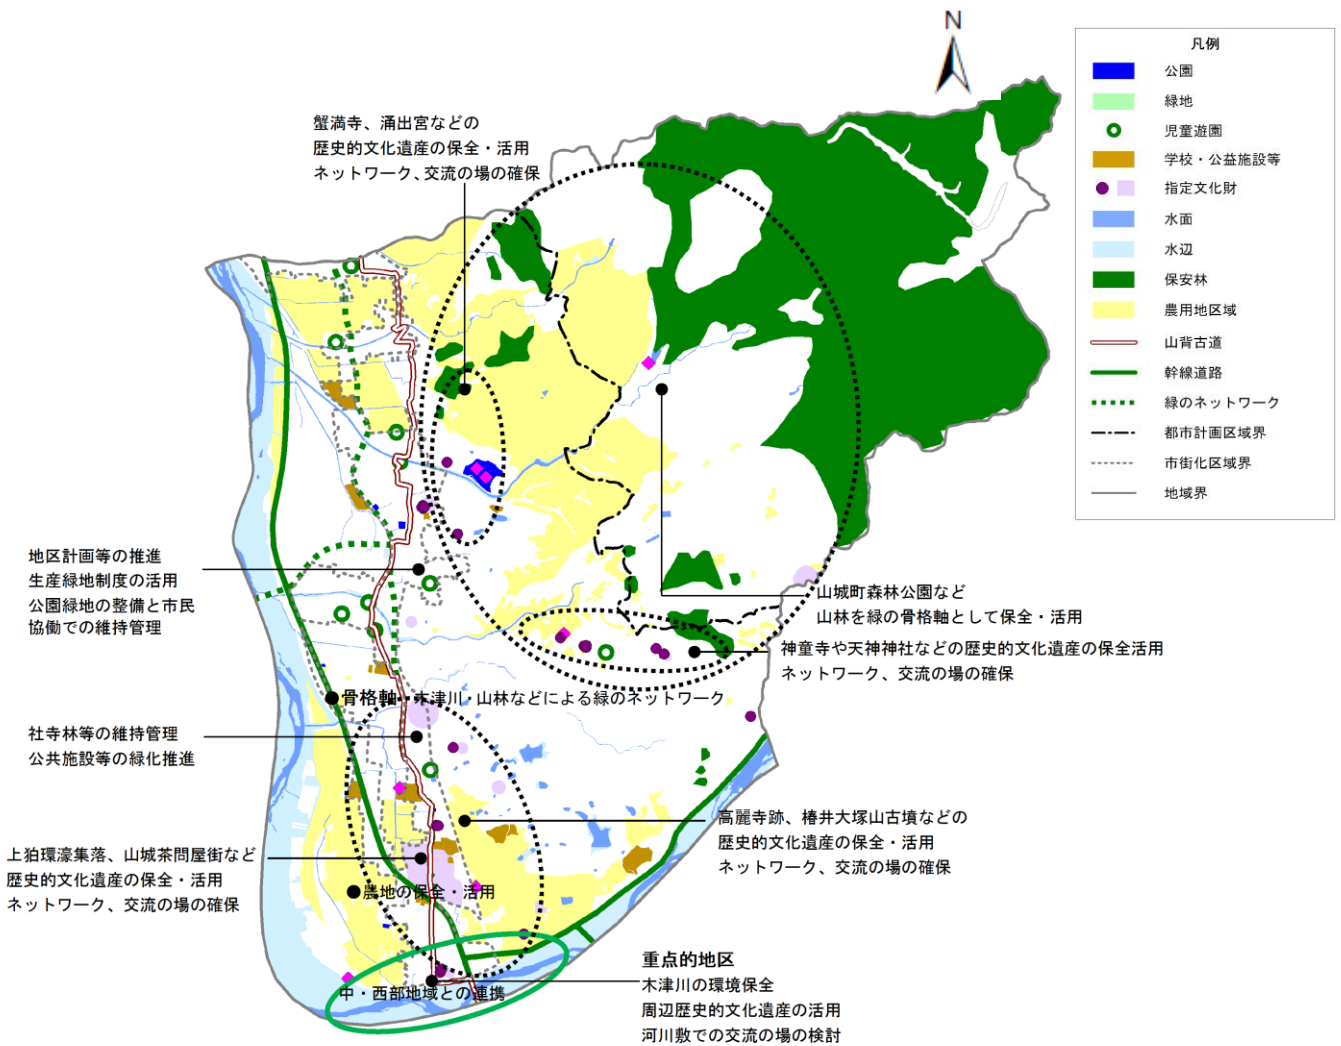 N
凡例
公園
緑地
児童遊園
学校・公益施設等
指定文化財
水面
水辺
保安林
農用地区域
山背古道
幹線道路
緑のネットワーク
都市計画区域界
市街化区域界
地域界
蟹満寺、涌出宮などの
歴史的文化遺産の保全・活用
ネットワーク、交流の場の確保
地区計画等の推進
生産緑地制度の活用
公園緑地の整備と市民
協働での維持管理
山城町森林公園など
山林を緑の骨格軸として保全・活用
神童寺や天神神社などの歴史的文化遺産の保全活用
ネットワーク、交流の場の確保
骨格軸 木津川・山林などによる緑のネットワーク
社寺林等の維持管理
公共施設等の緑化推進
高麗寺跡、椿井大塚山古墳などの
歴史的文化遺産の保全・活用
ネットワーク、交流の場の確保
上狛環濠集落、山城茶問屋街など
歴史的文化遺産の保全・活用
ネットワーク、交流の場の確保
農地の保全・活用
重点的地区
木津川の環境保全
周辺歴史的文化遺産の活用
河川敷での交流の場の検討
中・西部地域との連携